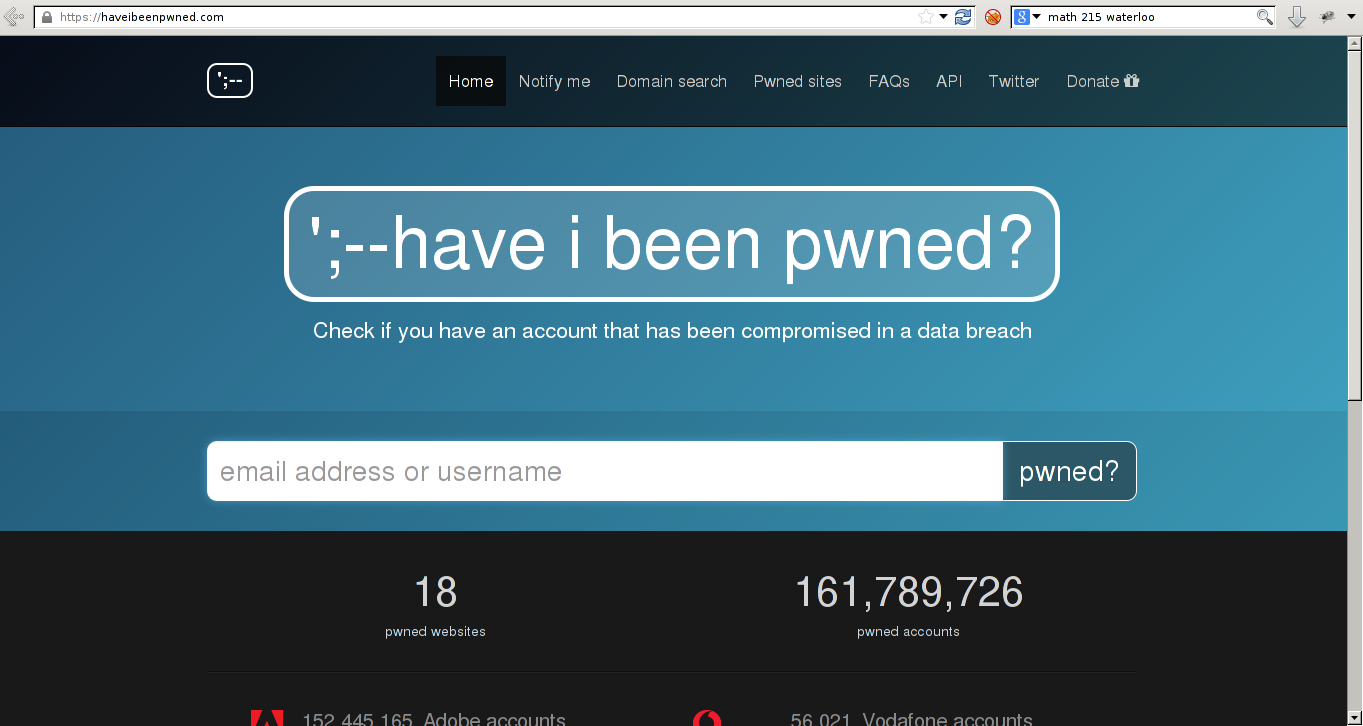 https://haveibeenpwned.com
math 215 waterloo
';--
Home Notify me Domain search Pwned sites FAQs API Twitter Donate
';--have i been pwned?
Check if you have an account that has been compromised in a data breach
email address or username
pwned?
18
161,789,726
pwned websites
pwned accounts
152,445,165 Adobe accounts
56,021 Vodafone accounts